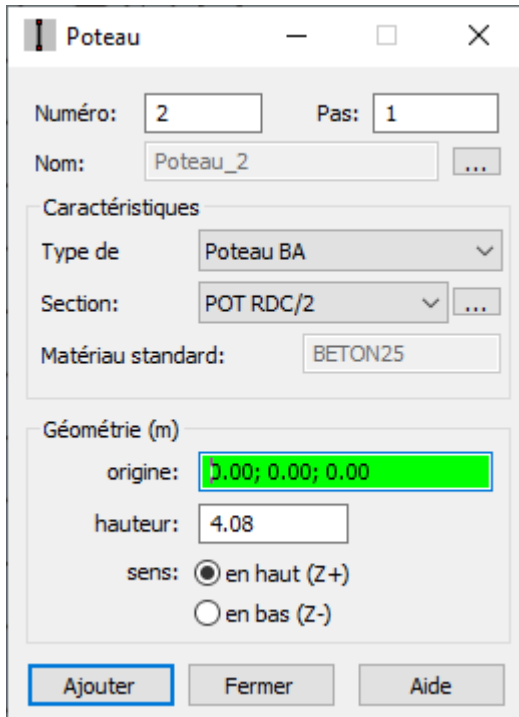 Poteau
Numéro: 2 Pas: 1
Nom: Poteau_2 ...
Caractéristiques
Type de Poteau BA
Section: POT RDC/2 ...
Matériau standard: BETON25
Géométrie (m)
origine: 0.00; 0.00; 0.00
hauteur: 4.08
sens: en haut (Z+)
en bas (Z-)
Ajouter Fermer Aide